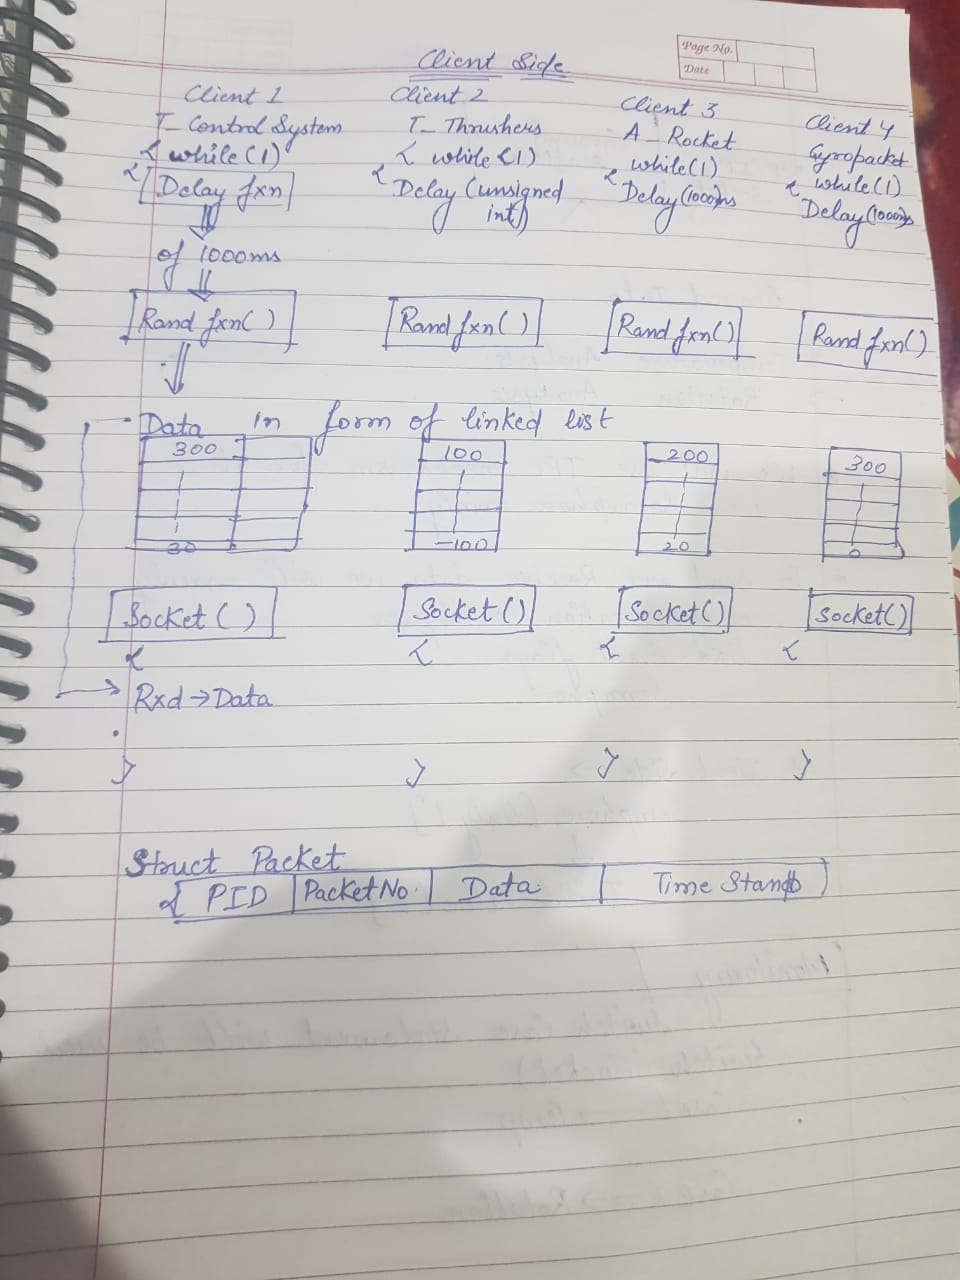 Page No.
Date
Client Side
Client 1
T_ Control System
{ while(1)
{ Delay fxn
of 1000ms
Rand fxn()
Client 2
T_ Thrushers
{ while (1)
{ Delay (unsigned
int)
Rand fxn()
Client 3
A_ Rocket
while(1)
{ Delay(1000)ms
Rand fxn()
Client 4
Gyropacket
{ while(1)
Delay(1000)
Rand fxn()
Data in form of linked list
300
30
100
-100
200
20
300
0
Socket ( )
{
Socket()
{
Socket()
{
Socket()
{
Rxd → Data
}
}
}
}
Struct Packet
{ PID | Packet No. | Data | Time Stamp }